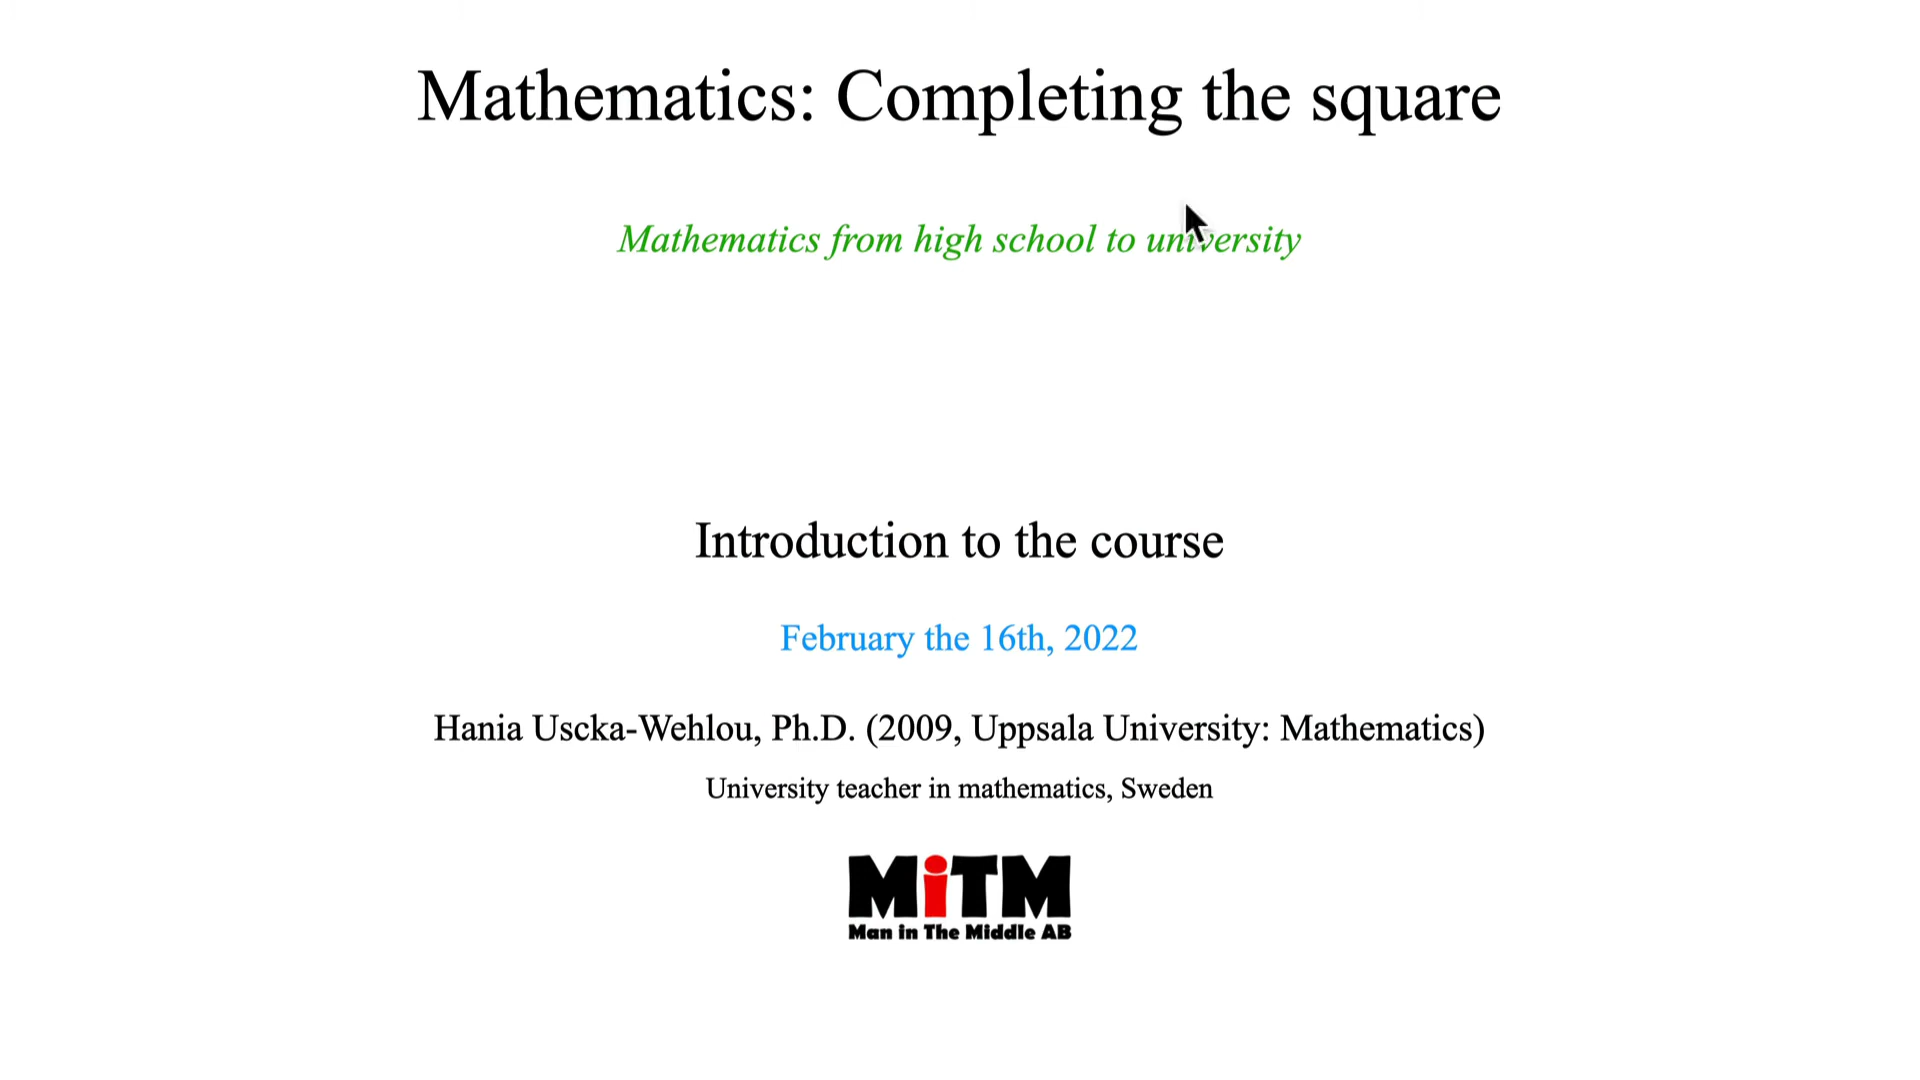 Mathematics: Completing the square
Mathematics from high school to university
Introduction to the course
February the 16th, 2022
Hania Uscka-Wehlou, Ph.D. (2009, Uppsala University: Mathematics)
University teacher in mathematics, Sweden
MiTM
Man in The Middle AB